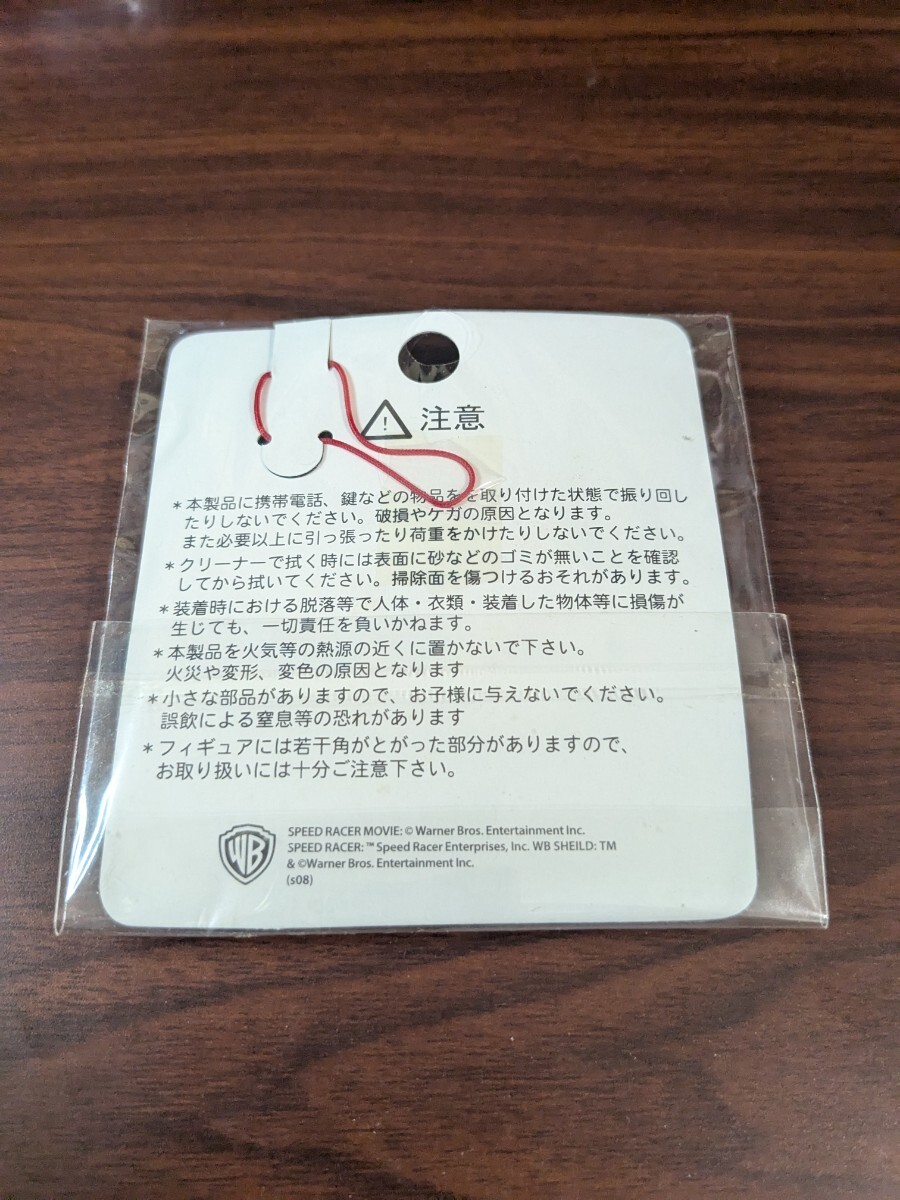 注意
*本製品に携帯電話、鍵などの物品をを取り付けた状態で振り回し
たりしないでください。破損やケガの原因となります。
また必要以上に引っ張ったり荷重をかけたりしないでください。
*クリーナーで拭く時には表面に砂などのゴミが無いことを確認
してから拭いてください。掃除面を傷つけるおそれがあります。
*装着時における脱落等で人体・衣類・装着した物体等に損傷が
生じても、一切責任を負いかねます。
*本製品を火気等の熱源の近くに置かないで下さい。
火災や変形、変色の原因となります
*小さな部品がありますので、お子様に与えないでください。
誤飲による窒息等の恐れがあります
*フィギュアには若干角がとがった部分がありますので、
お取り扱いには十分ご注意下さい。
WB
SPEED RACER MOVIE: © Warner Bros. Entertainment Inc.
SPEED RACER: ™ Speed Racer Enterprises, Inc. WB SHEILD: TM
& ©Warner Bros. Entertainment Inc.
(s08)